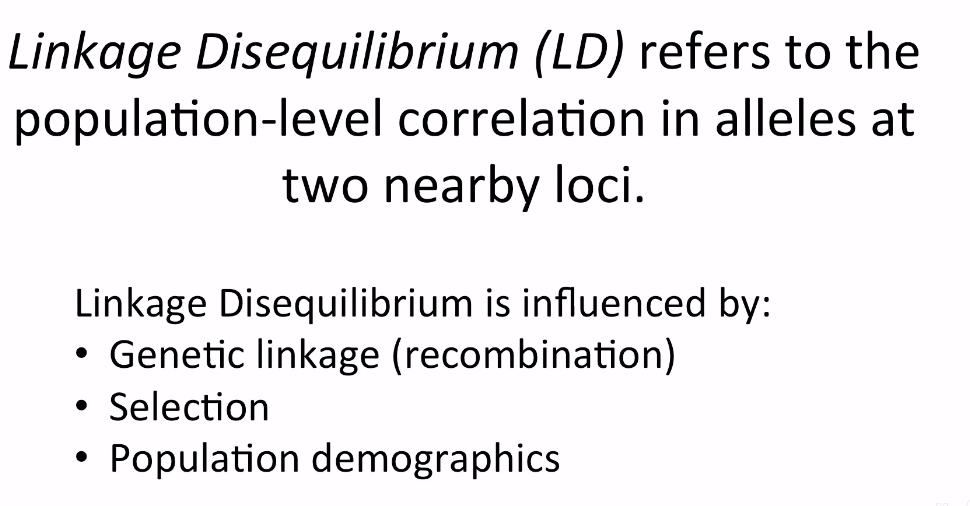 Linkage Disequilibrium (LD) refers to the
population-level correlation in alleles at
two nearby loci.
Linkage Disequilibrium is influenced by:
• Genetic linkage (recombination)
• Selection
• Population demographics